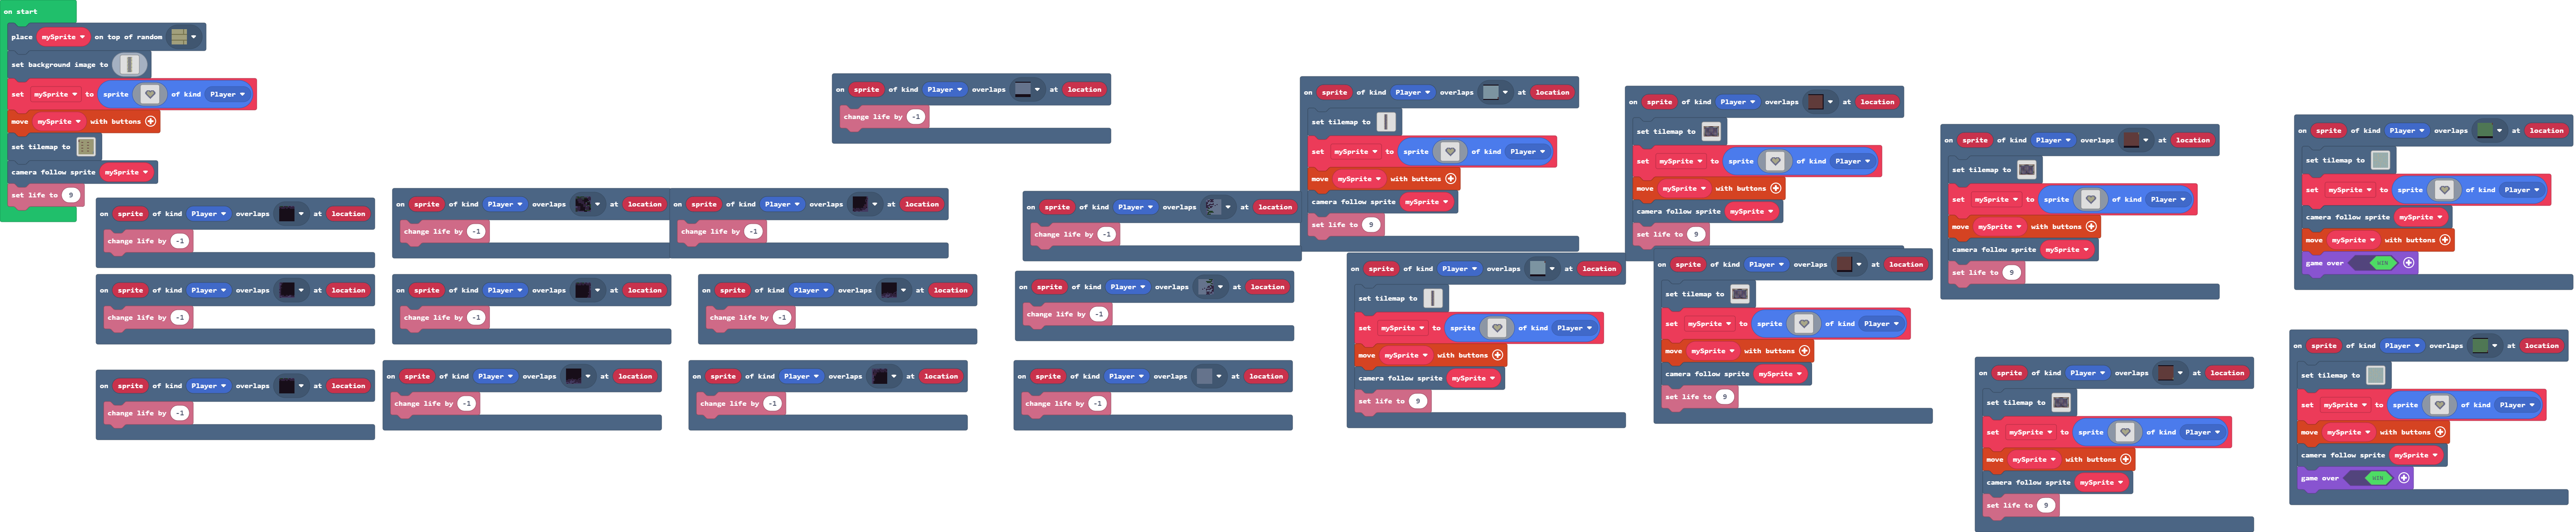 on start
place mySprite on top of random
set background image to
set mySprite to sprite of kind Player
move mySprite with buttons
set tilemap to
camera follow sprite mySprite
set life to 9
on sprite of kind Player overlaps at location
change life by -1
on sprite of kind Player overlaps at location
change life by -1
on sprite of kind Player overlaps at location
change life by -1
on sprite of kind Player overlaps at location
change life by -1
on sprite of kind Player overlaps at location
change life by -1
on sprite of kind Player overlaps at location
change life by -1
on sprite of kind Player overlaps at location
change life by -1
on sprite of kind Player overlaps at location
change life by -1
on sprite of kind Player overlaps at location
change life by -1
on sprite of kind Player overlaps at location
change life by -1
on sprite of kind Player overlaps at location
change life by -1
on sprite of kind Player overlaps at location
change life by -1
on sprite of kind Player overlaps at location
change life by -1
on sprite of kind Player overlaps at location
set tilemap to
set mySprite to sprite of kind Player
move mySprite with buttons
camera follow sprite mySprite
set life to 9
on sprite of kind Player overlaps at location
set tilemap to
set mySprite to sprite of kind Player
move mySprite with buttons
camera follow sprite mySprite
set life to 9
on sprite of kind Player overlaps at location
set tilemap to
set mySprite to sprite of kind Player
move mySprite with buttons
camera follow sprite mySprite
set life to 9
on sprite of kind Player overlaps at location
set tilemap to
set mySprite to sprite of kind Player
move mySprite with buttons
camera follow sprite mySprite
set life to 9
on sprite of kind Player overlaps at location
set tilemap to
set mySprite to sprite of kind Player
move mySprite with buttons
camera follow sprite mySprite
set life to 9
on sprite of kind Player overlaps at location
set tilemap to
set mySprite to sprite of kind Player
move mySprite with buttons
camera follow sprite mySprite
set life to 9
on sprite of kind Player overlaps at location
set tilemap to
set mySprite to sprite of kind Player
camera follow sprite mySprite
move mySprite with buttons
game over WIN
on sprite of kind Player overlaps at location
set tilemap to
set mySprite to sprite of kind Player
move mySprite with buttons
camera follow sprite mySprite
game over WIN